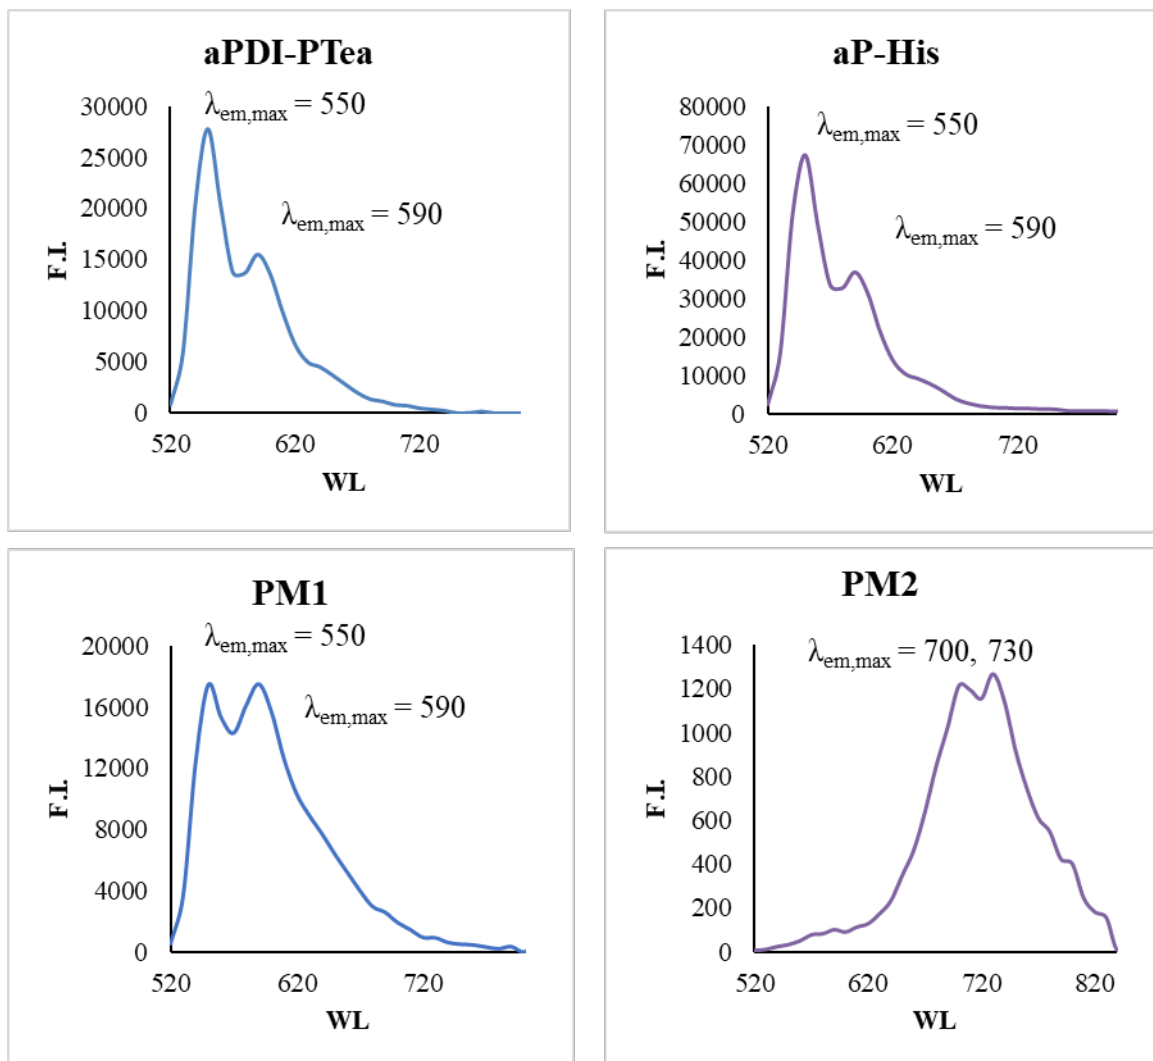 aPDI-PTea
λem,max = 550
λem,max = 590
30000
25000
20000
15000
10000
5000
0
F.I.
520 620 720
WL
aP-His
λem,max = 550
λem,max = 590
80000
70000
60000
50000
40000
30000
20000
10000
0
F.I.
520 620 720
WL
PM1
λem,max = 550
λem,max = 590
20000
16000
12000
8000
4000
0
F.I.
520 620 720
WL
PM2
λem,max = 700, 730
1400
1200
1000
800
600
400
200
0
F.I.
520 620 720 820
WL